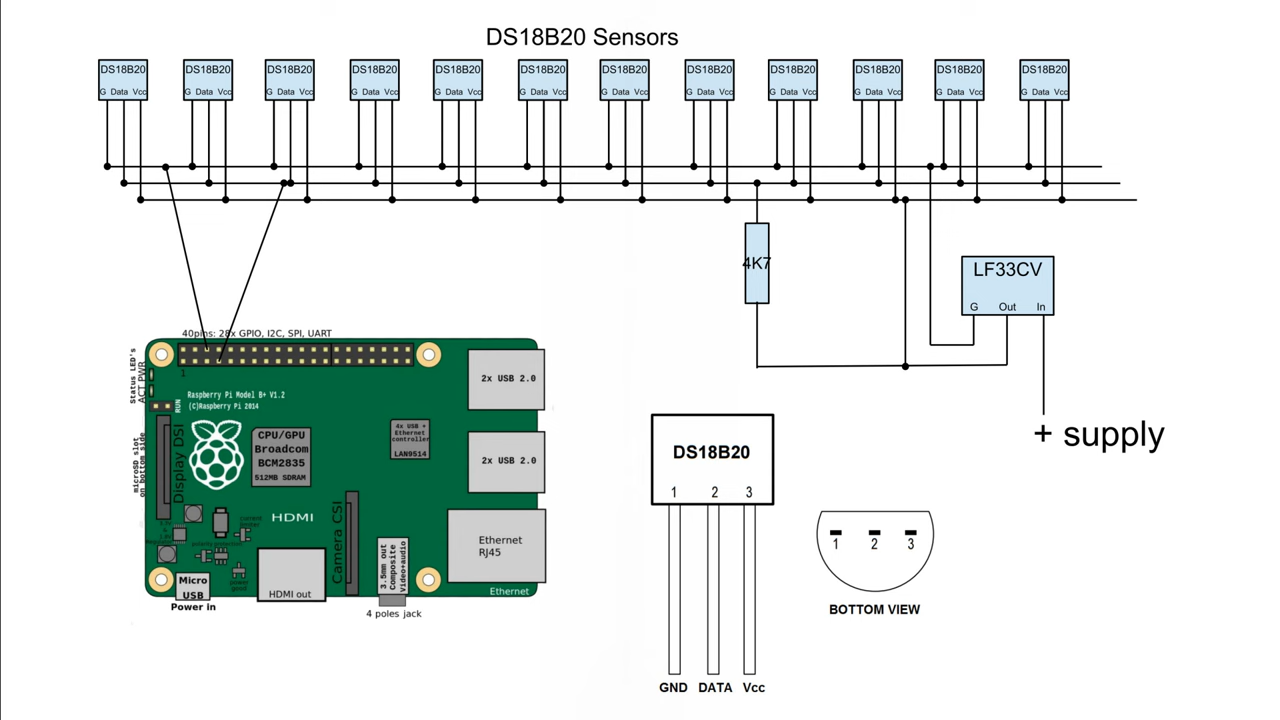 DS18B20 Sensors
DS18B20 DS18B20 DS18B20 DS18B20 DS18B20 DS18B20 DS18B20 DS18B20 DS18B20 DS18B20 DS18B20 DS18B20
G Data Vcc G Data Vcc G Data Vcc G Data Vcc G Data Vcc G Data Vcc G Data Vcc G Data Vcc G Data Vcc G Data Vcc G Data Vcc G Data Vcc
4K7
LF33CV
G Out In
+ supply
40pins: 28x GPIO, I2C, SPI, UART
1
Status LED's
ACT PWR
RUN
Raspberry Pi Model B+ V1.2
(C)Raspberry Pi 2014
2x USB 2.0
CPU/GPU
Broadcom
BCM2835
512MB SDRAM
4x USB +
Ethernet
controller
LAN9514
2x USB 2.0
microSD slot
on bottom side
Display DSI
HDMI
Camera CSI
Ethernet
RJ45
Ethernet
3.5mm out
Composite
video+audio
4 poles jack
HDMI out
Micro
USB
Power in
DS18B20
1 2 3
GND DATA Vcc
1 2 3
BOTTOM VIEW